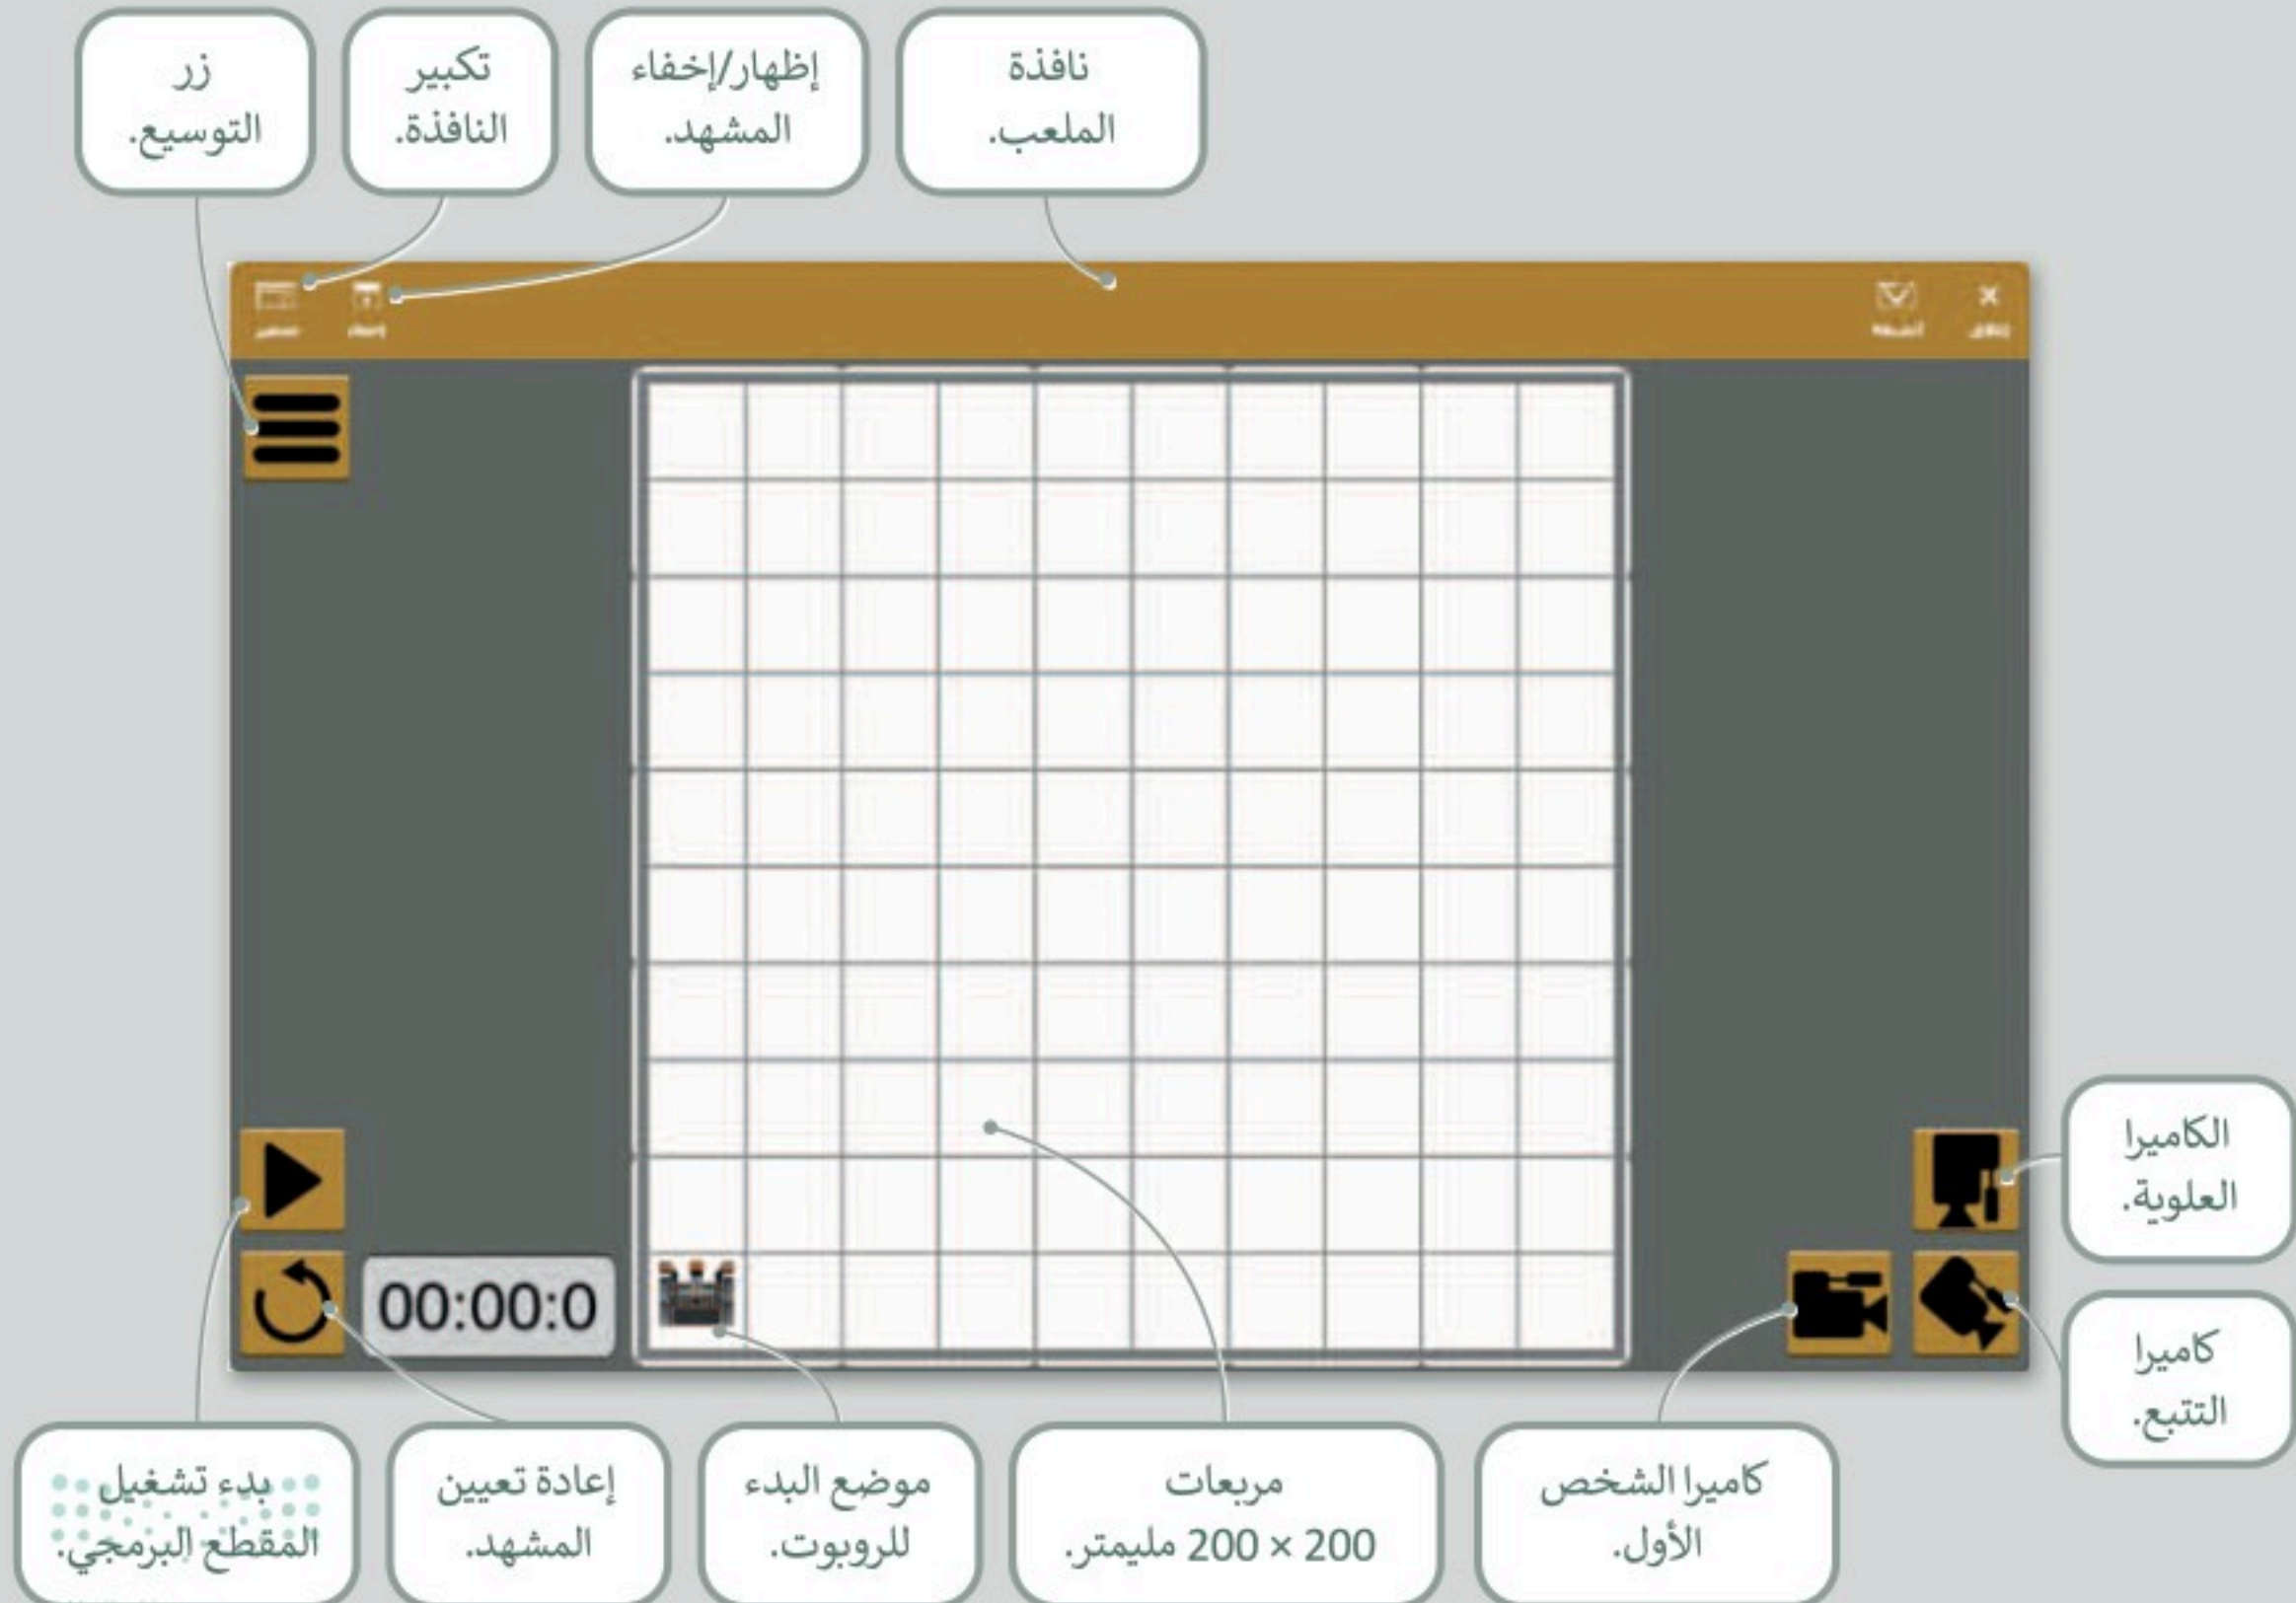 نافذة
الملعب.
إظهار/إخفاء
المشهد.
تكبير
النافذة.
زر
التوسيع.
إغلاق
00:00:0
الكاميرا
العلوية.
كاميرا
التتبع.
كاميرا الشخص
الأول.
مربعات
200 × 200 مليمتر.
موضع البدء
للروبوت.
إعادة تعيين
المشهد.
بدء تشغيل
المقطع البرمجي.